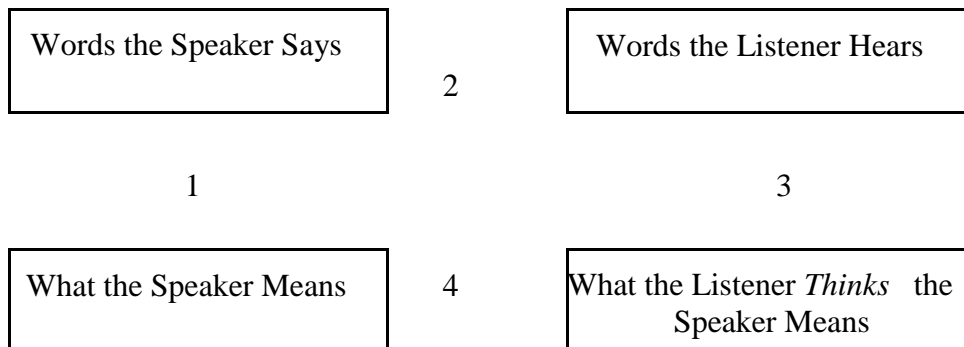 Words the Speaker Says
Words the Listener Hears
2
1
3
What the Speaker Means
4
What the Listener Thinks the
Speaker Means